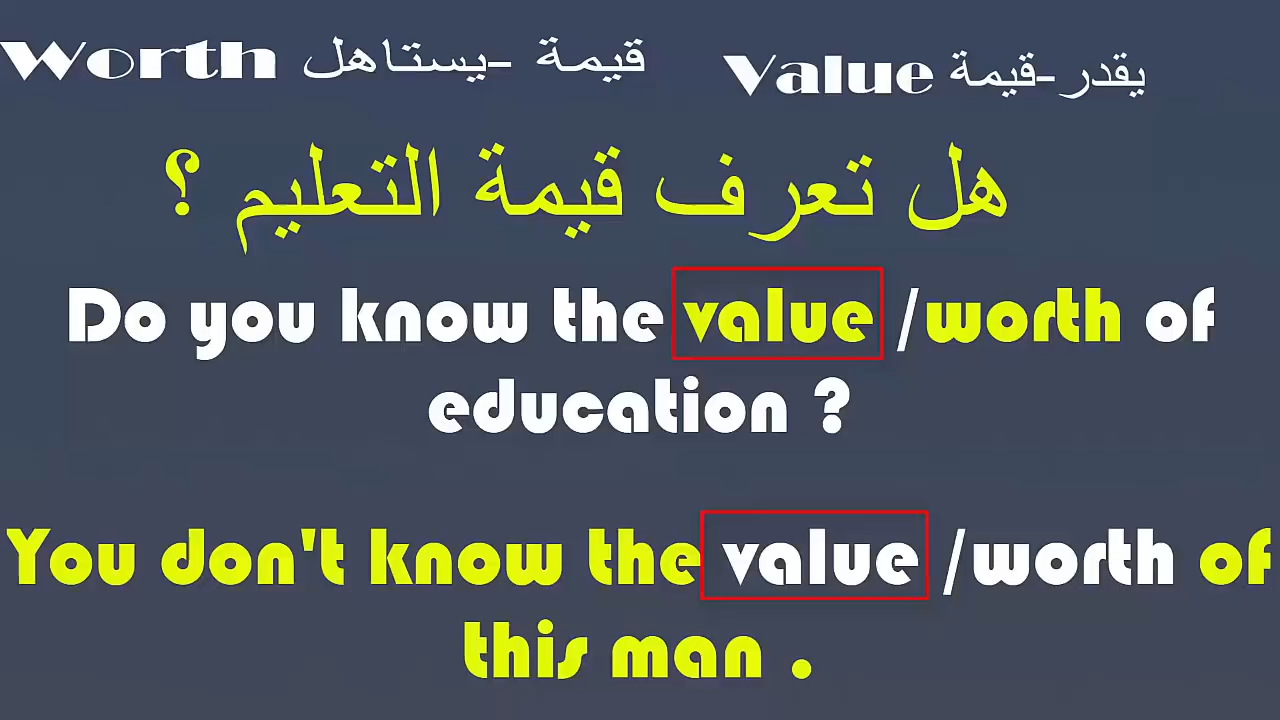 Worth قيمة -يستاهل
Value يقدر-قيمة
هل تعرف قيمة التعليم ؟
Do you know the value /worth of
education ?
You don't know the value /worth of
this man .